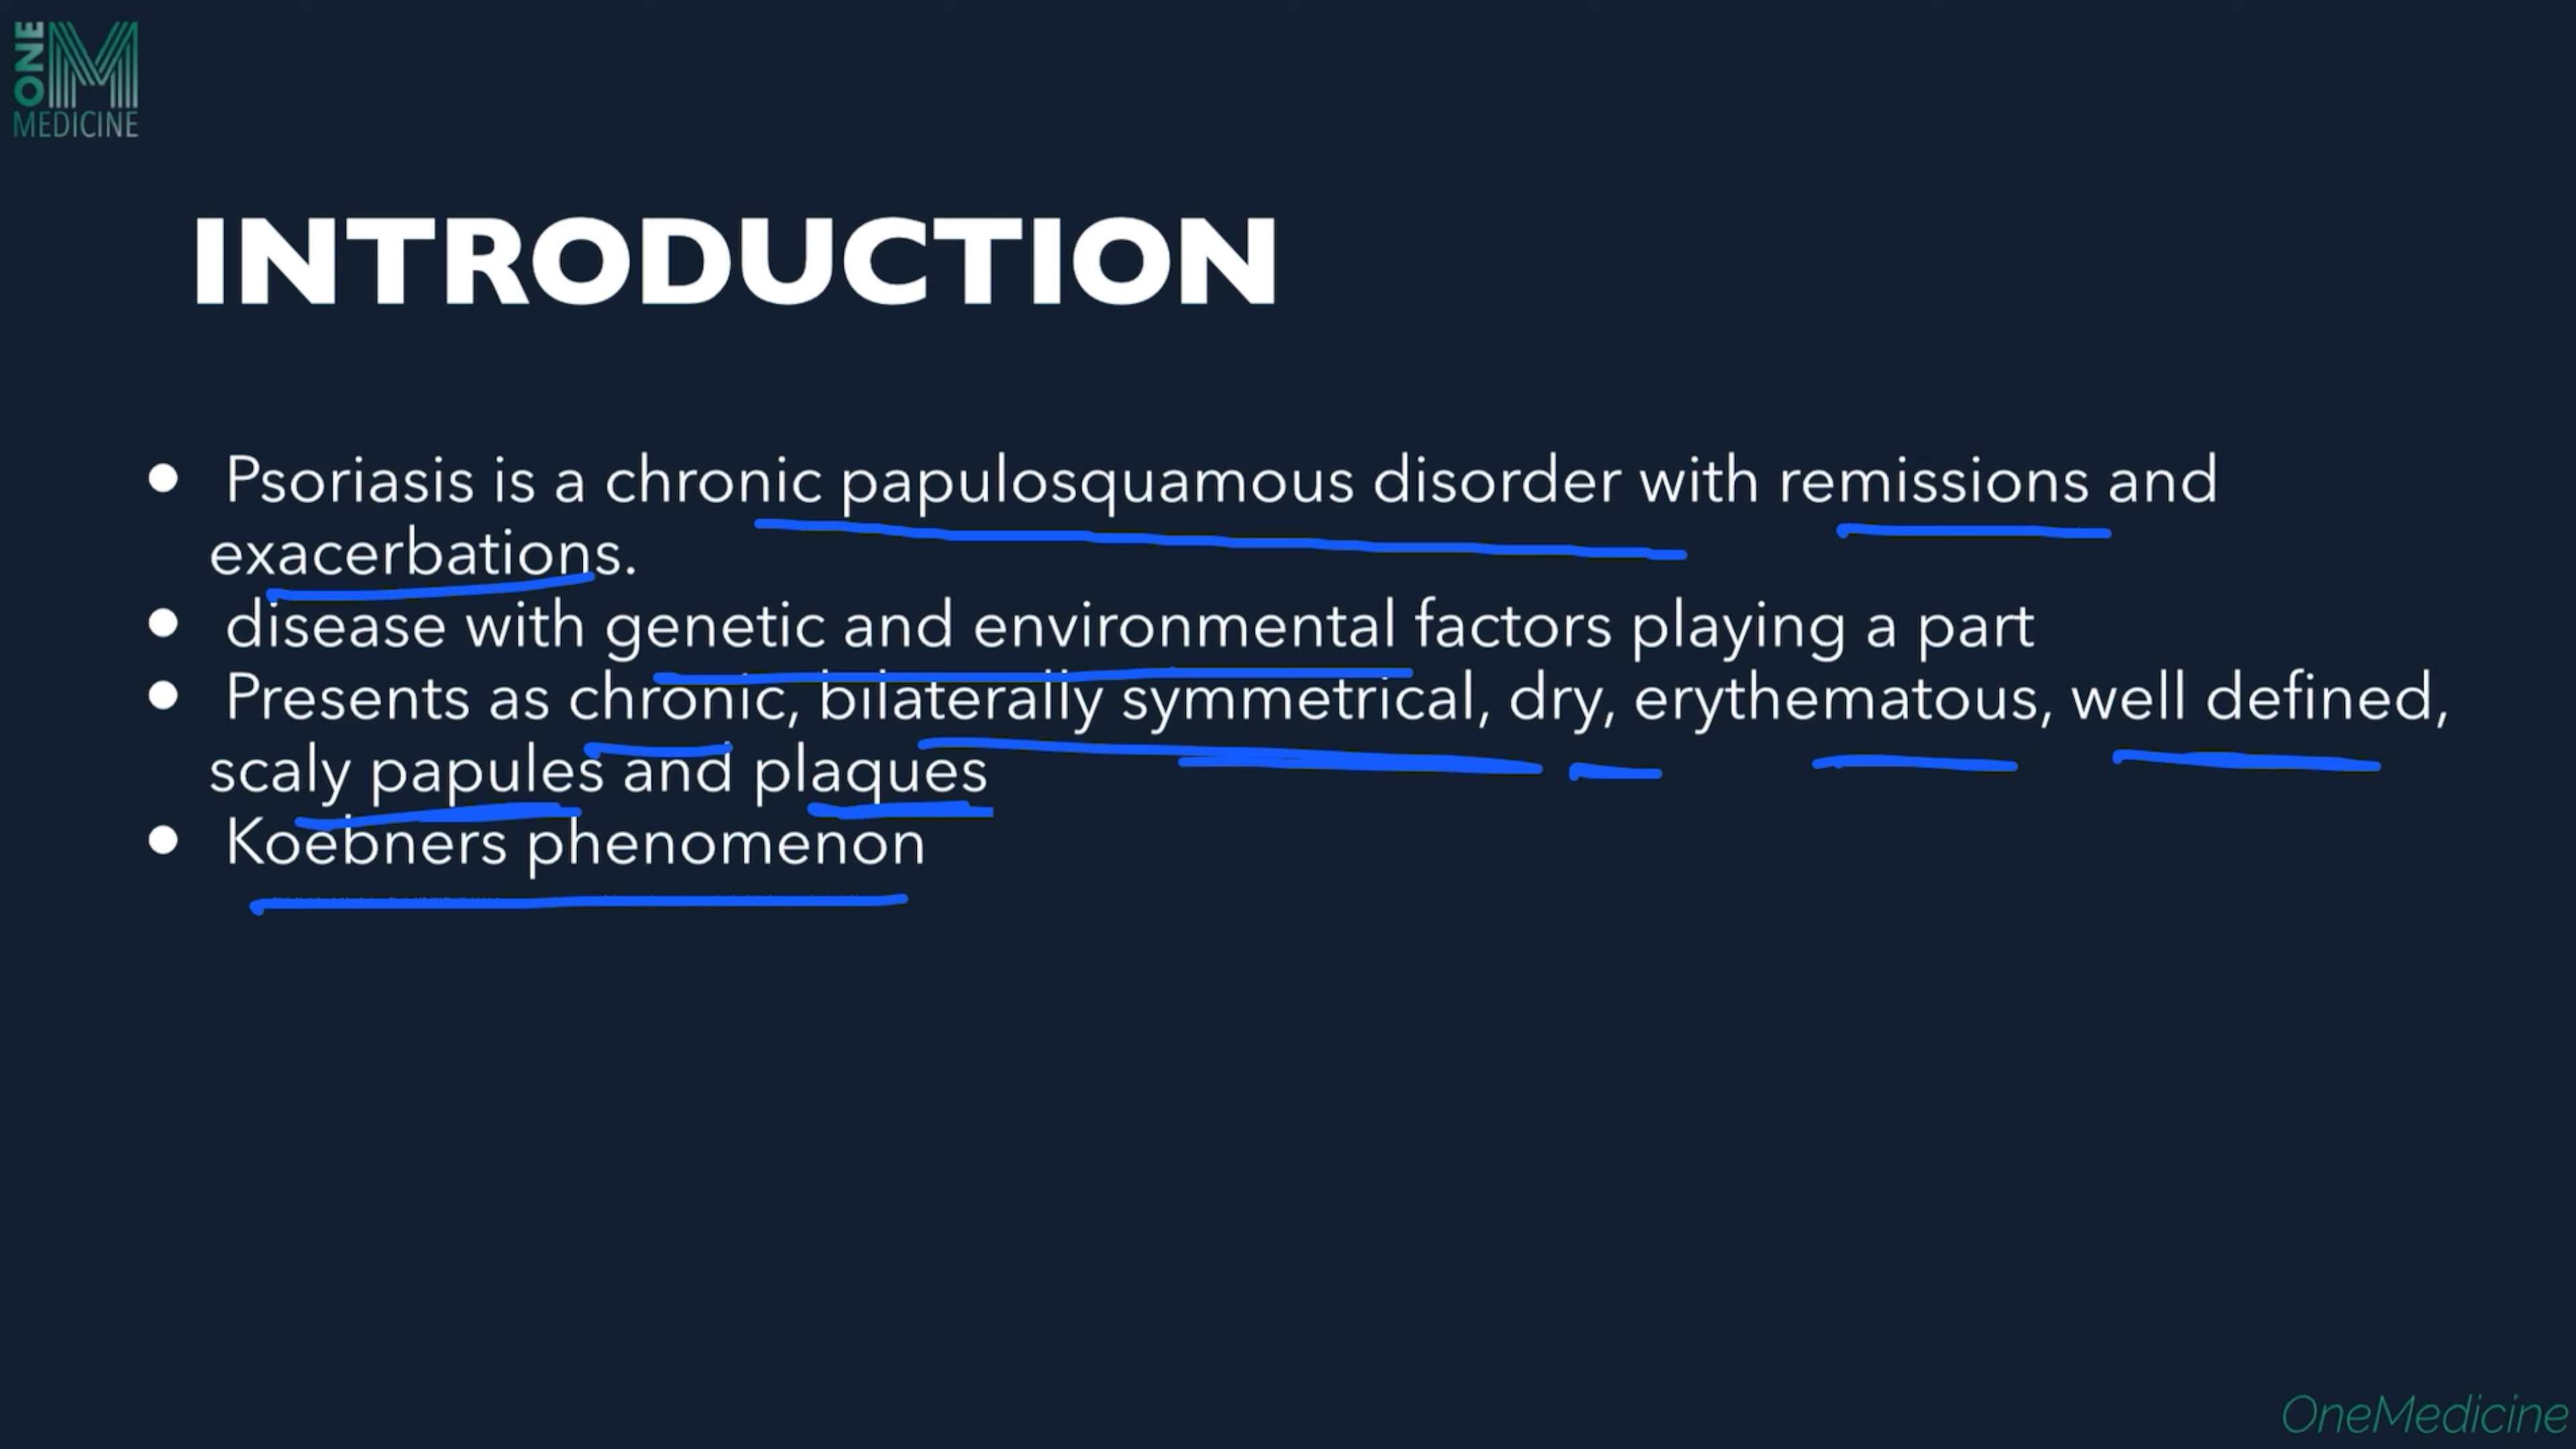 ONE
M
MEDICINE
INTRODUCTION
● Psoriasis is a chronic papulosquamous disorder with remissions and
exacerbations.
● disease with genetic and environmental factors playing a part
● Presents as chronic, bilaterally symmetrical, dry, erythematous, well defined,
scaly papules and plaques
● Koebners phenomenon
OneMedicine